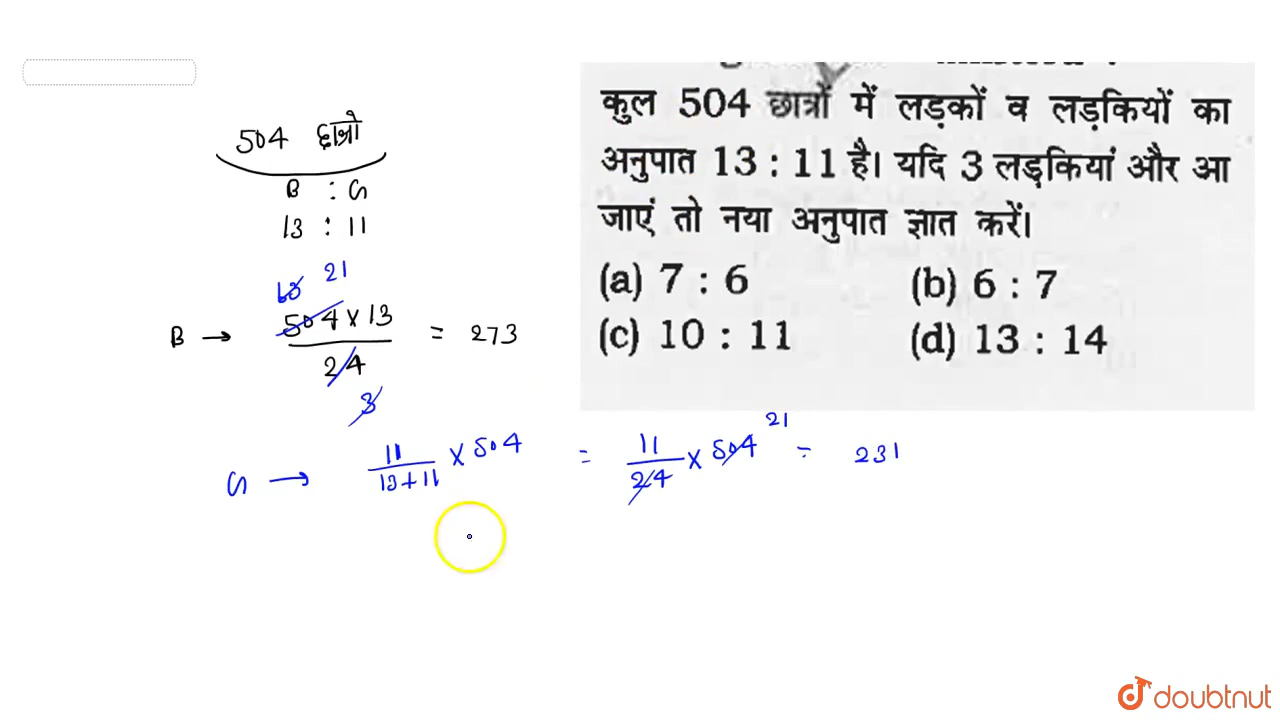 कुल 504 छात्रों में लड़कों व लड़कियों का
अनुपात 13 : 11 है। यदि 3 लड़कियां और आ
जाएं तो नया अनुपात ज्ञात करें।
(a) 7 : 6 (b) 6 : 7
(c) 10 : 11 (d) 13 : 14
504 छात्रो
B : G
13 : 11
63 21
B → 504 × 13 / 24 = 273
3
G → 11 / 13+11 × 504 = 11 / 24 × 504 21 = 231
doubtnut